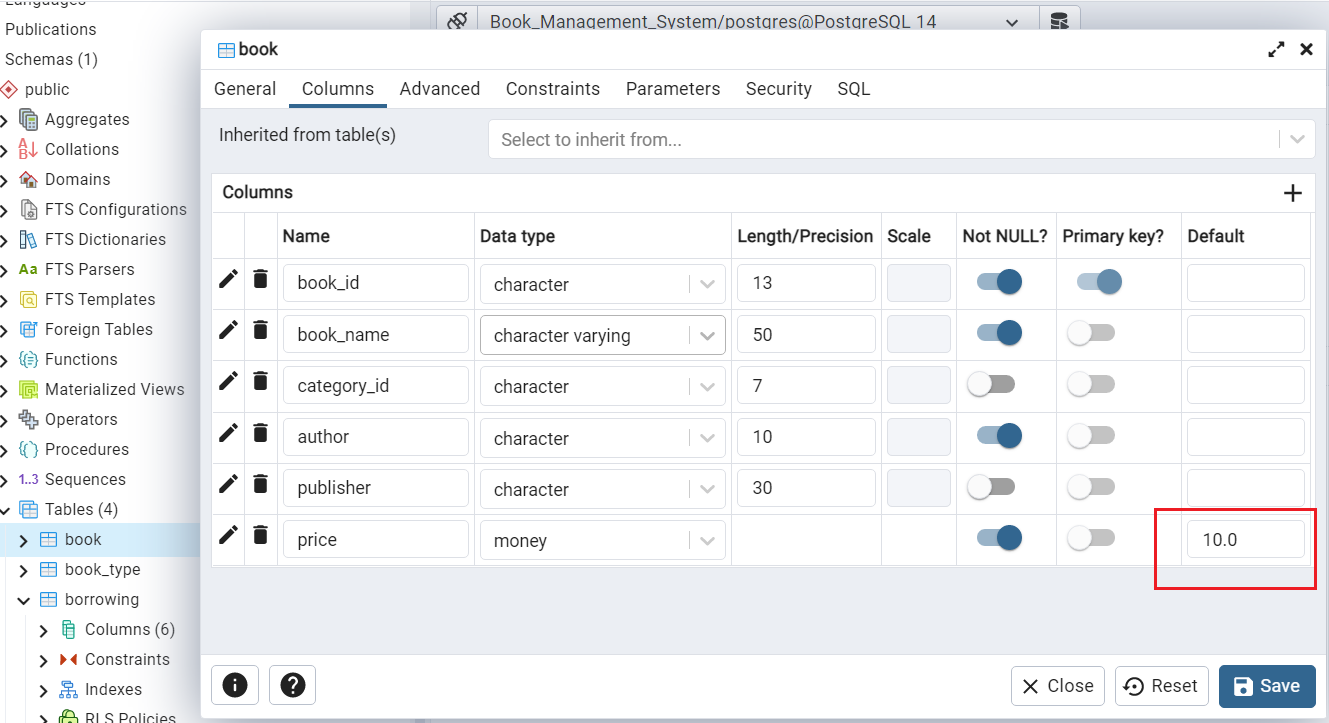 Languages
Publications
Schemas (1)
public
Aggregates
Collations
Domains
FTS Configurations
FTS Dictionaries
Aa FTS Parsers
FTS Templates
Foreign Tables
Functions
Materialized Views
Operators
Procedures
1..3 Sequences
Tables (4)
book
book_type
borrowing
Columns (6)
Constraints
Indexes
RLS Policies
Book_Management_System/postgres@PostgreSQL 14
book
General Columns Advanced Constraints Parameters Security SQL
Inherited from table(s) Select to inherit from...
Columns
Name Data type Length/Precision Scale Not NULL? Primary key? Default
book_id character 13
book_name character varying 50
category_id character 7
author character 10
publisher character 30
price money 10.0
Close Reset Save